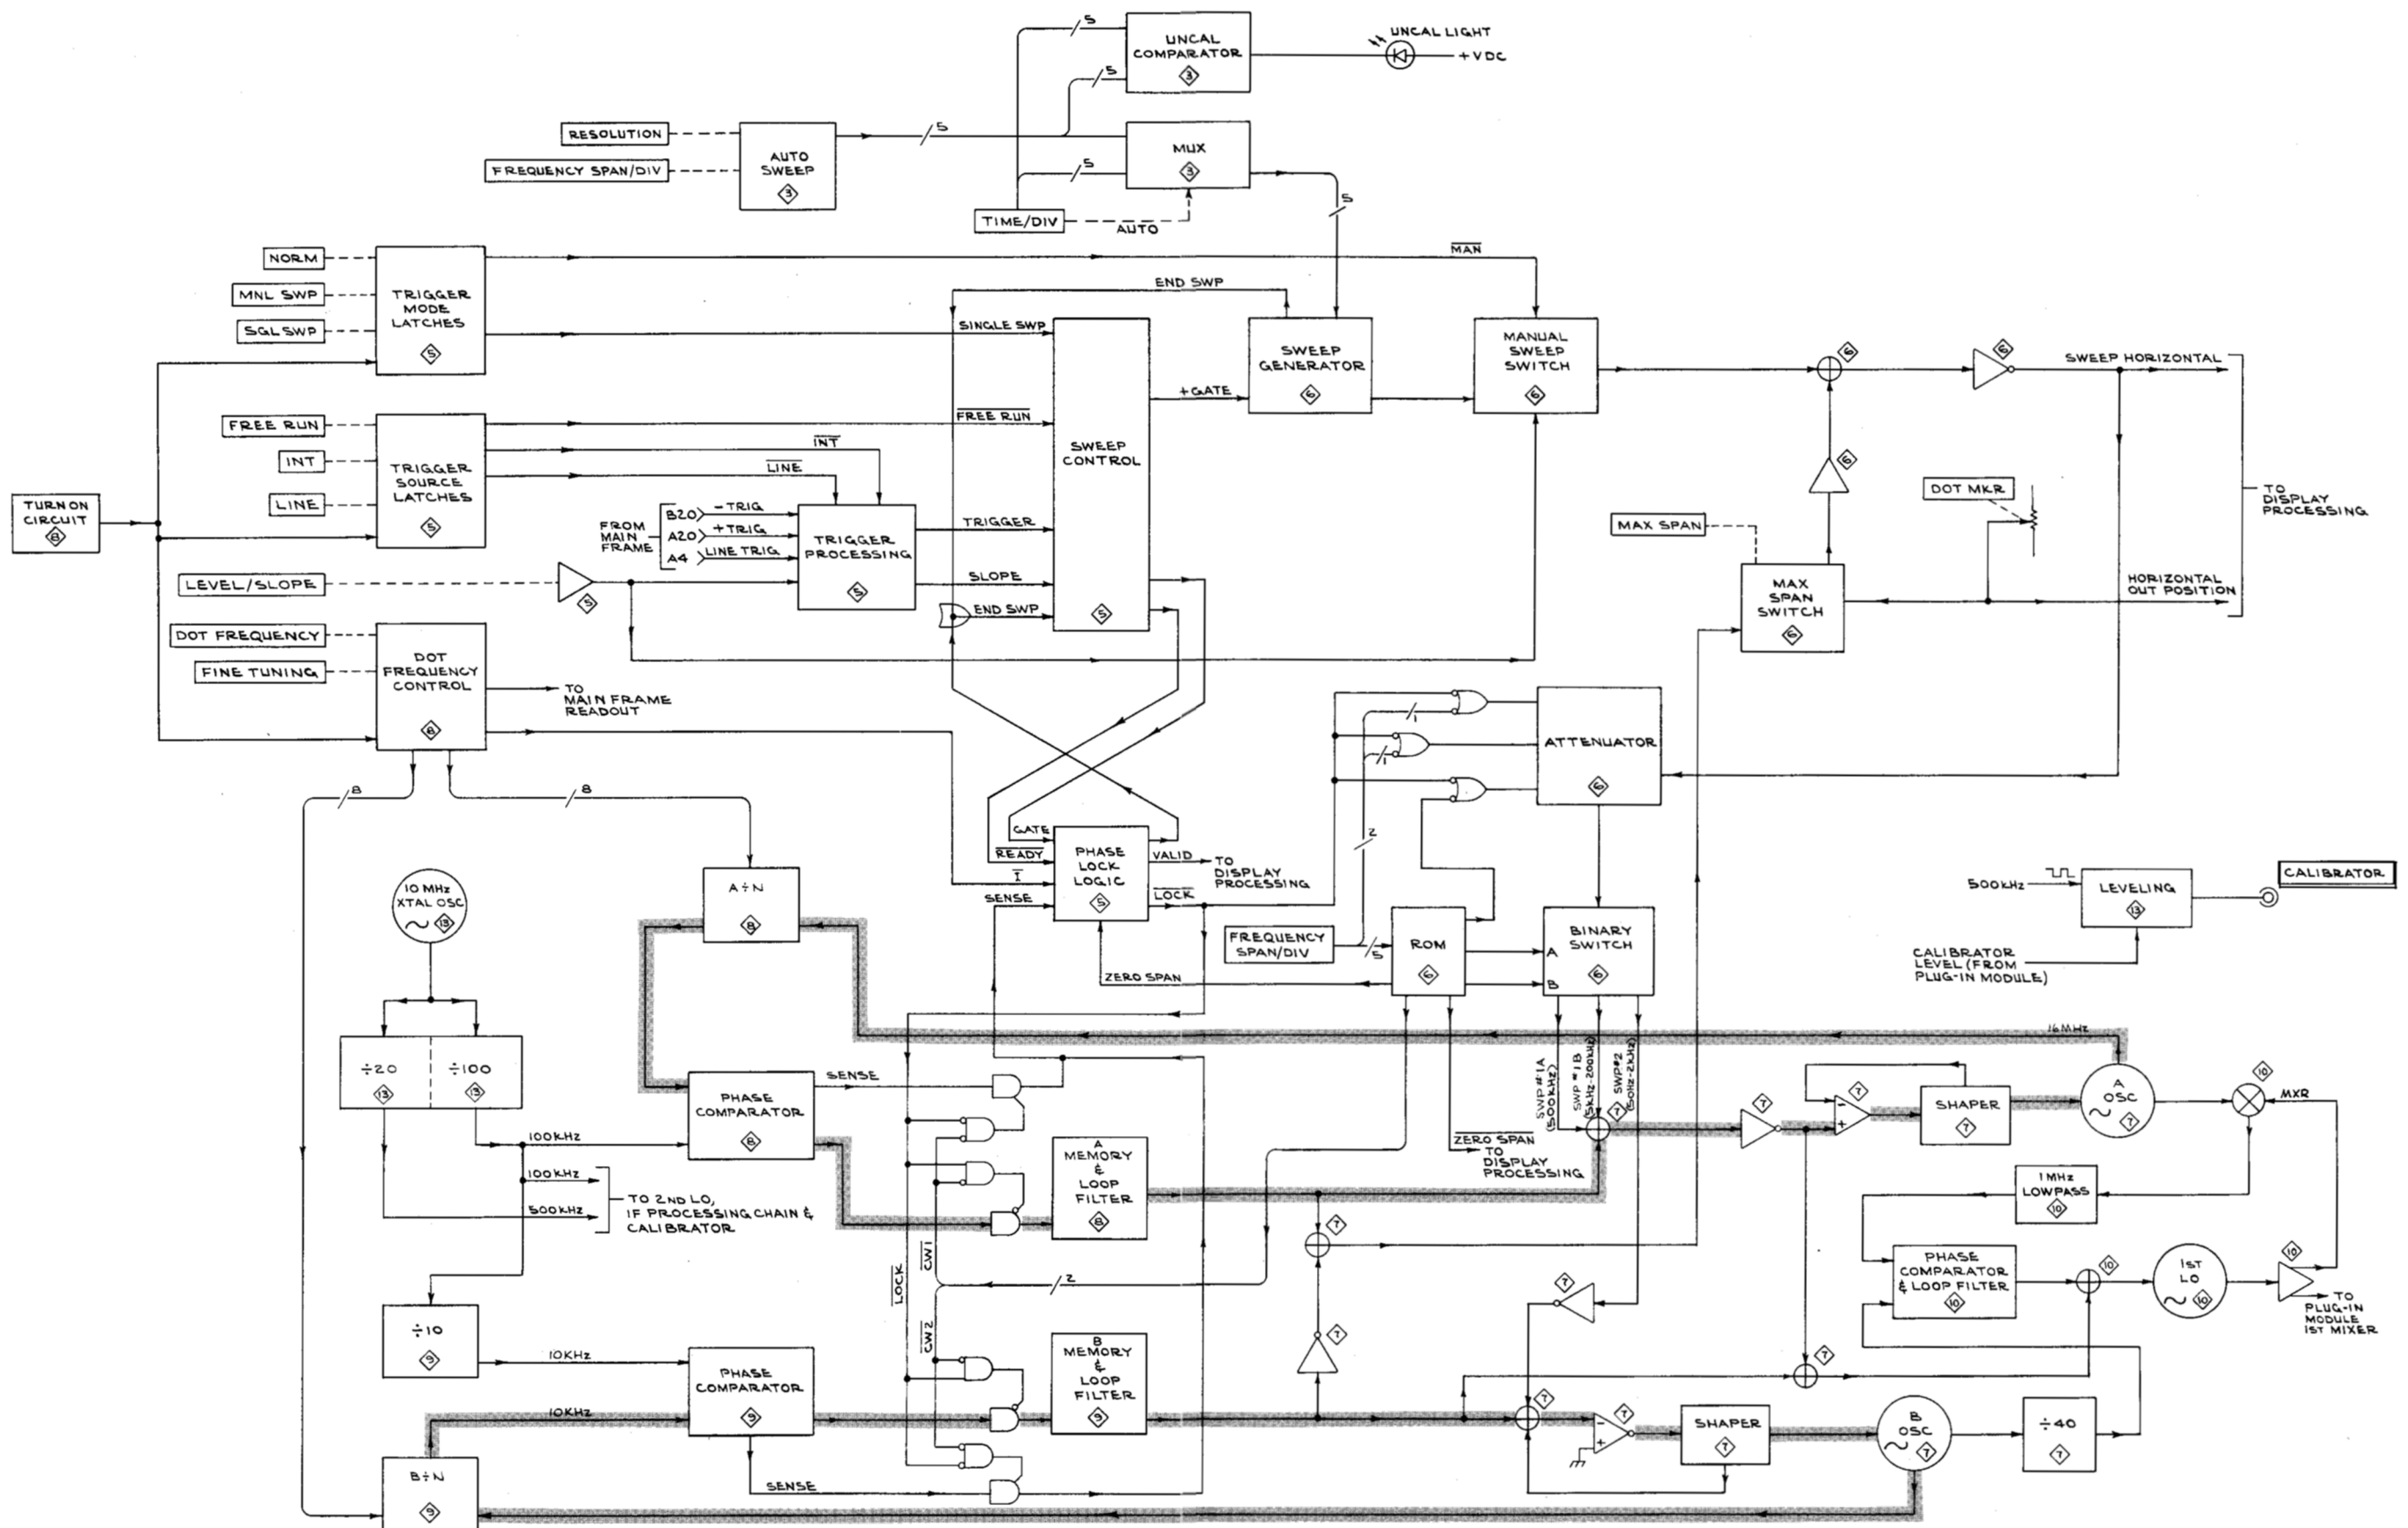 5
UNCAL
COMPARATOR
3
UNCAL LIGHT
+VDC
5
RESOLUTION
FREQUENCY SPAN/DIV
AUTO
SWEEP
3
5
MUX
3
5
5
TIME/DIV
AUTO
NORM
MNL SWP
SGL SWP
TRIGGER
MODE
LATCHES
5
MAN
END SWP
SINGLE SWP
SWEEP
GENERATOR
6
MANUAL
SWEEP
SWITCH
6
6
6
SWEEP HORIZONTAL
+GATE
FREE RUN
INT
LINE
TRIGGER
SOURCE
LATCHES
5
FREE RUN
INT
LINE
SWEEP
CONTROL
5
6
DOT MKR
TO
DISPLAY
PROCESSING
TURN ON
CIRCUIT
8
FROM
MAIN
FRAME
B20
- TRIG
A20
+ TRIG
A4
LINE TRIG
TRIGGER
PROCESSING
5
TRIGGER
SLOPE
END SWP
MAX SPAN
MAX
SPAN
SWITCH
6
HORIZONTAL
OUT POSITION
LEVEL/SLOPE
5
DOT FREQUENCY
FINE TUNING
DOT
FREQUENCY
CONTROL
8
TO
MAIN FRAME
READOUT
1
1
ATTENUATOR
6
8
8
2
GATE
READY
I
SENSE
PHASE
LOCK
LOGIC
5
VALID
TO
DISPLAY
PROCESSING
LOCK
10 MHz
XTAL OSC
13
A÷N
8
FREQUENCY
SPAN/DIV
5
ROM
6
A
B
BINARY
SWITCH
6
ZERO SPAN
500kHz
LEVELING
13
CALIBRATOR
CALIBRATOR
LEVEL (FROM
PLUG-IN MODULE)
16MHz
÷20
13
÷100
13
SWP#1A
(500kHz)
SWP #1B
(5kHz-200kHz)
SWP#2
(50Hz-2kHz)
SENSE
PHASE
COMPARATOR
8
100kHz
100kHz
500kHz
TO 2ND LO,
IF PROCESSING CHAIN &
CALIBRATOR
A
MEMORY
&
LOOP
FILTER
8
ZERO SPAN
TO
DISPLAY
PROCESSING
7
7
7
-
+
SHAPER
7
A
OSC
7
10
MXR
1MHz
LOWPASS
10
7
CW1
LOCK
CW2
2
PHASE
COMPARATOR
& LOOP FILTER
10
10
1ST
LO
10
10
TO
PLUG-IN
MODULE
1ST MIXER
÷10
9
10KHz
10KHz
PHASE
COMPARATOR
9
B
MEMORY
&
LOOP
FILTER
9
7
7
7
7
7
-
+
SHAPER
7
B
OSC
7
÷40
7
B÷N
9
SENSE